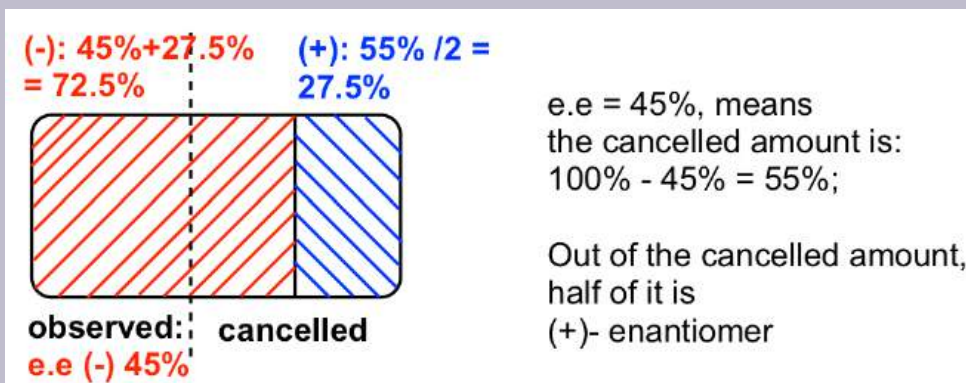 (-): 45%+27.5%
= 72.5%
(+): 55% /2 =
27.5%
observed:
e.e (-) 45%
cancelled
e.e = 45%, means
the cancelled amount is:
100% - 45% = 55%;
Out of the cancelled amount,
half of it is
(+)- enantiomer